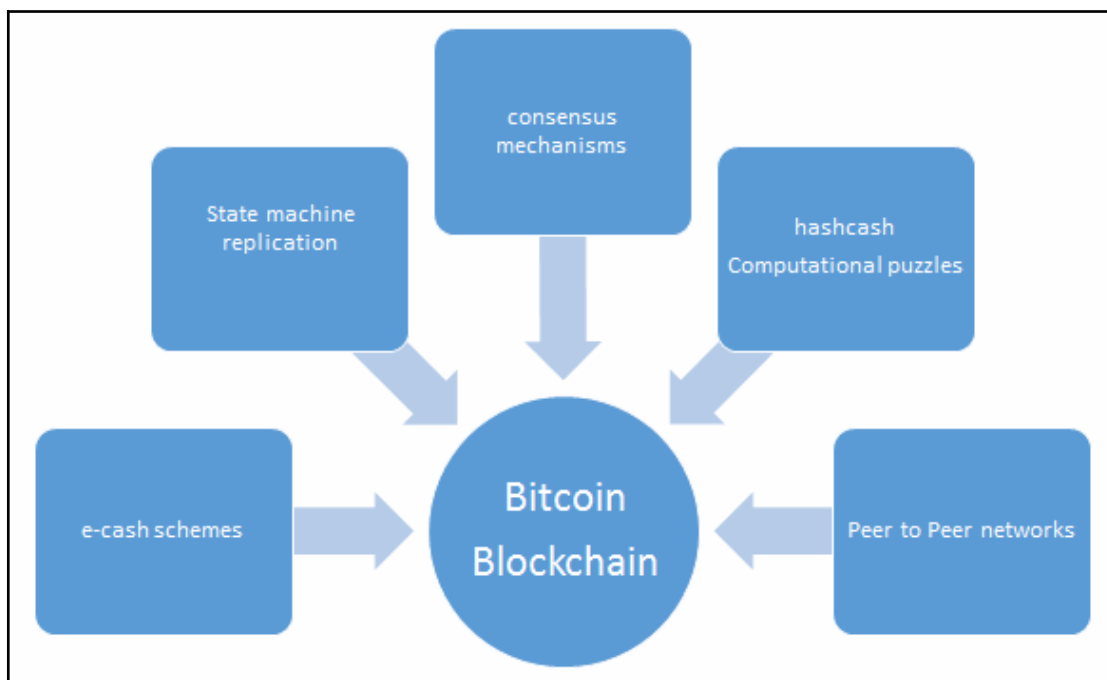 consensus
mechanisms
State machine
replication
hashcash
Computational puzzles
e-cash schemes
Bitcoin
Blockchain
Peer to Peer networks